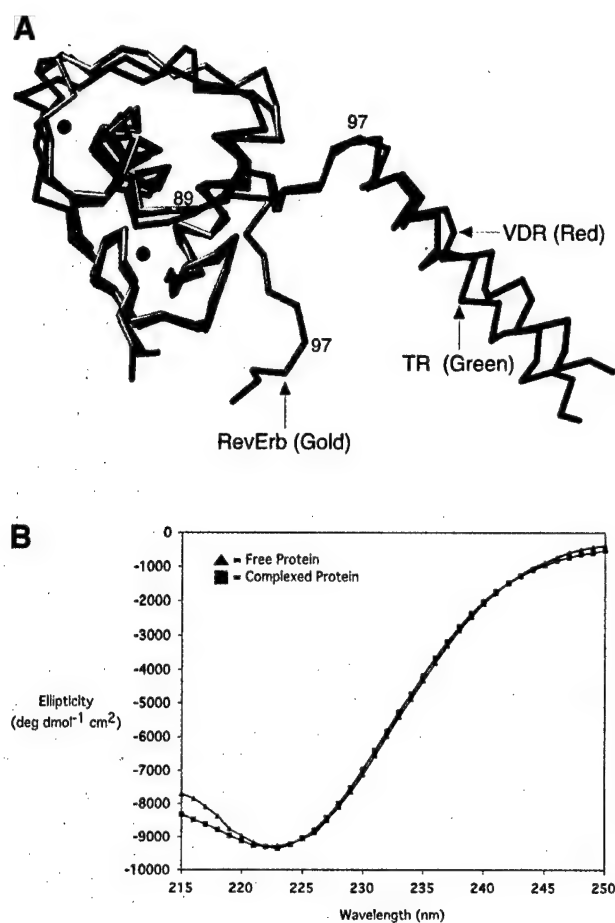 A
97
89
VDR (Red)
97
TR (Green)
RevErb (Gold)
B
0
-1000
-2000
-3000
-4000
-5000
-6000
-7000
-8000
-9000
-10000
▲ = Free Protein
■ = Complexed Protein
Ellipticity
(deg dmol⁻¹ cm²)
215 220 225 230 235 240 245 250
Wavelength (nm)